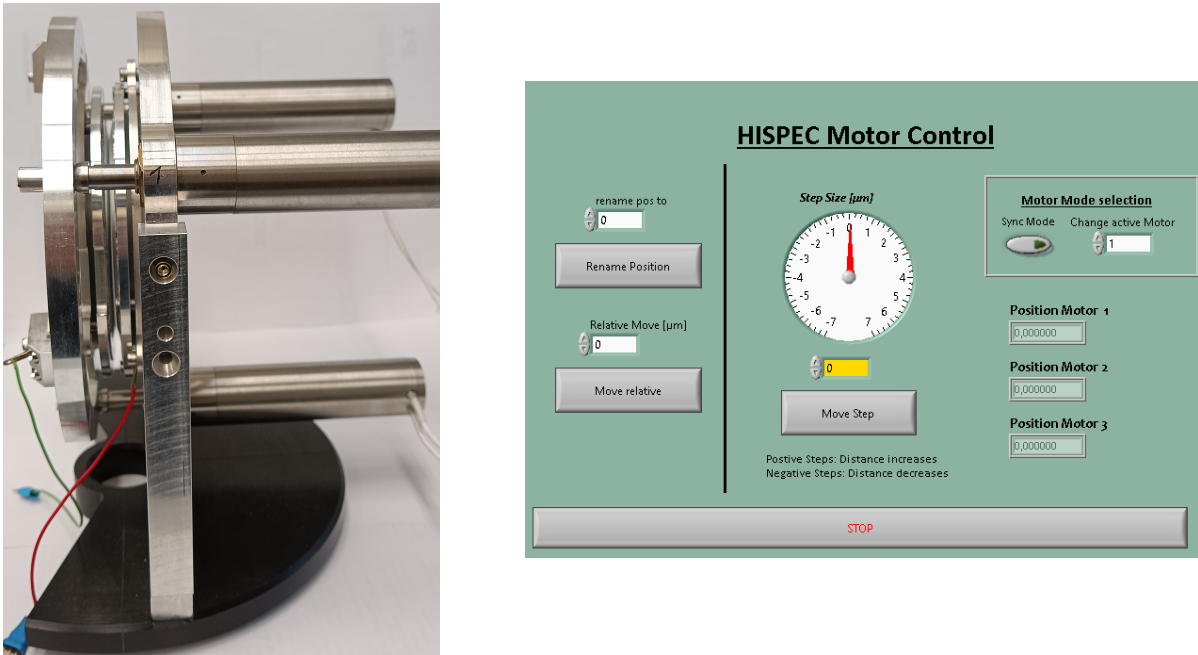 1
HISPEC Motor Control
rename pos to
0
Rename Position
Relative Move [µm]
0
Move relative
Step Size [µm]
-7 -6 -5 -4 -3 -2 -1 0 1 2 3 4 5 6 7
0
Move Step
Postive Steps: Distance increases
Negative Steps: Distance decreases
Motor Mode selection
Sync Mode
Change active Motor
1
Position Motor 1
0,000000
Position Motor 2
0,000000
Position Motor 3
0,000000
STOP